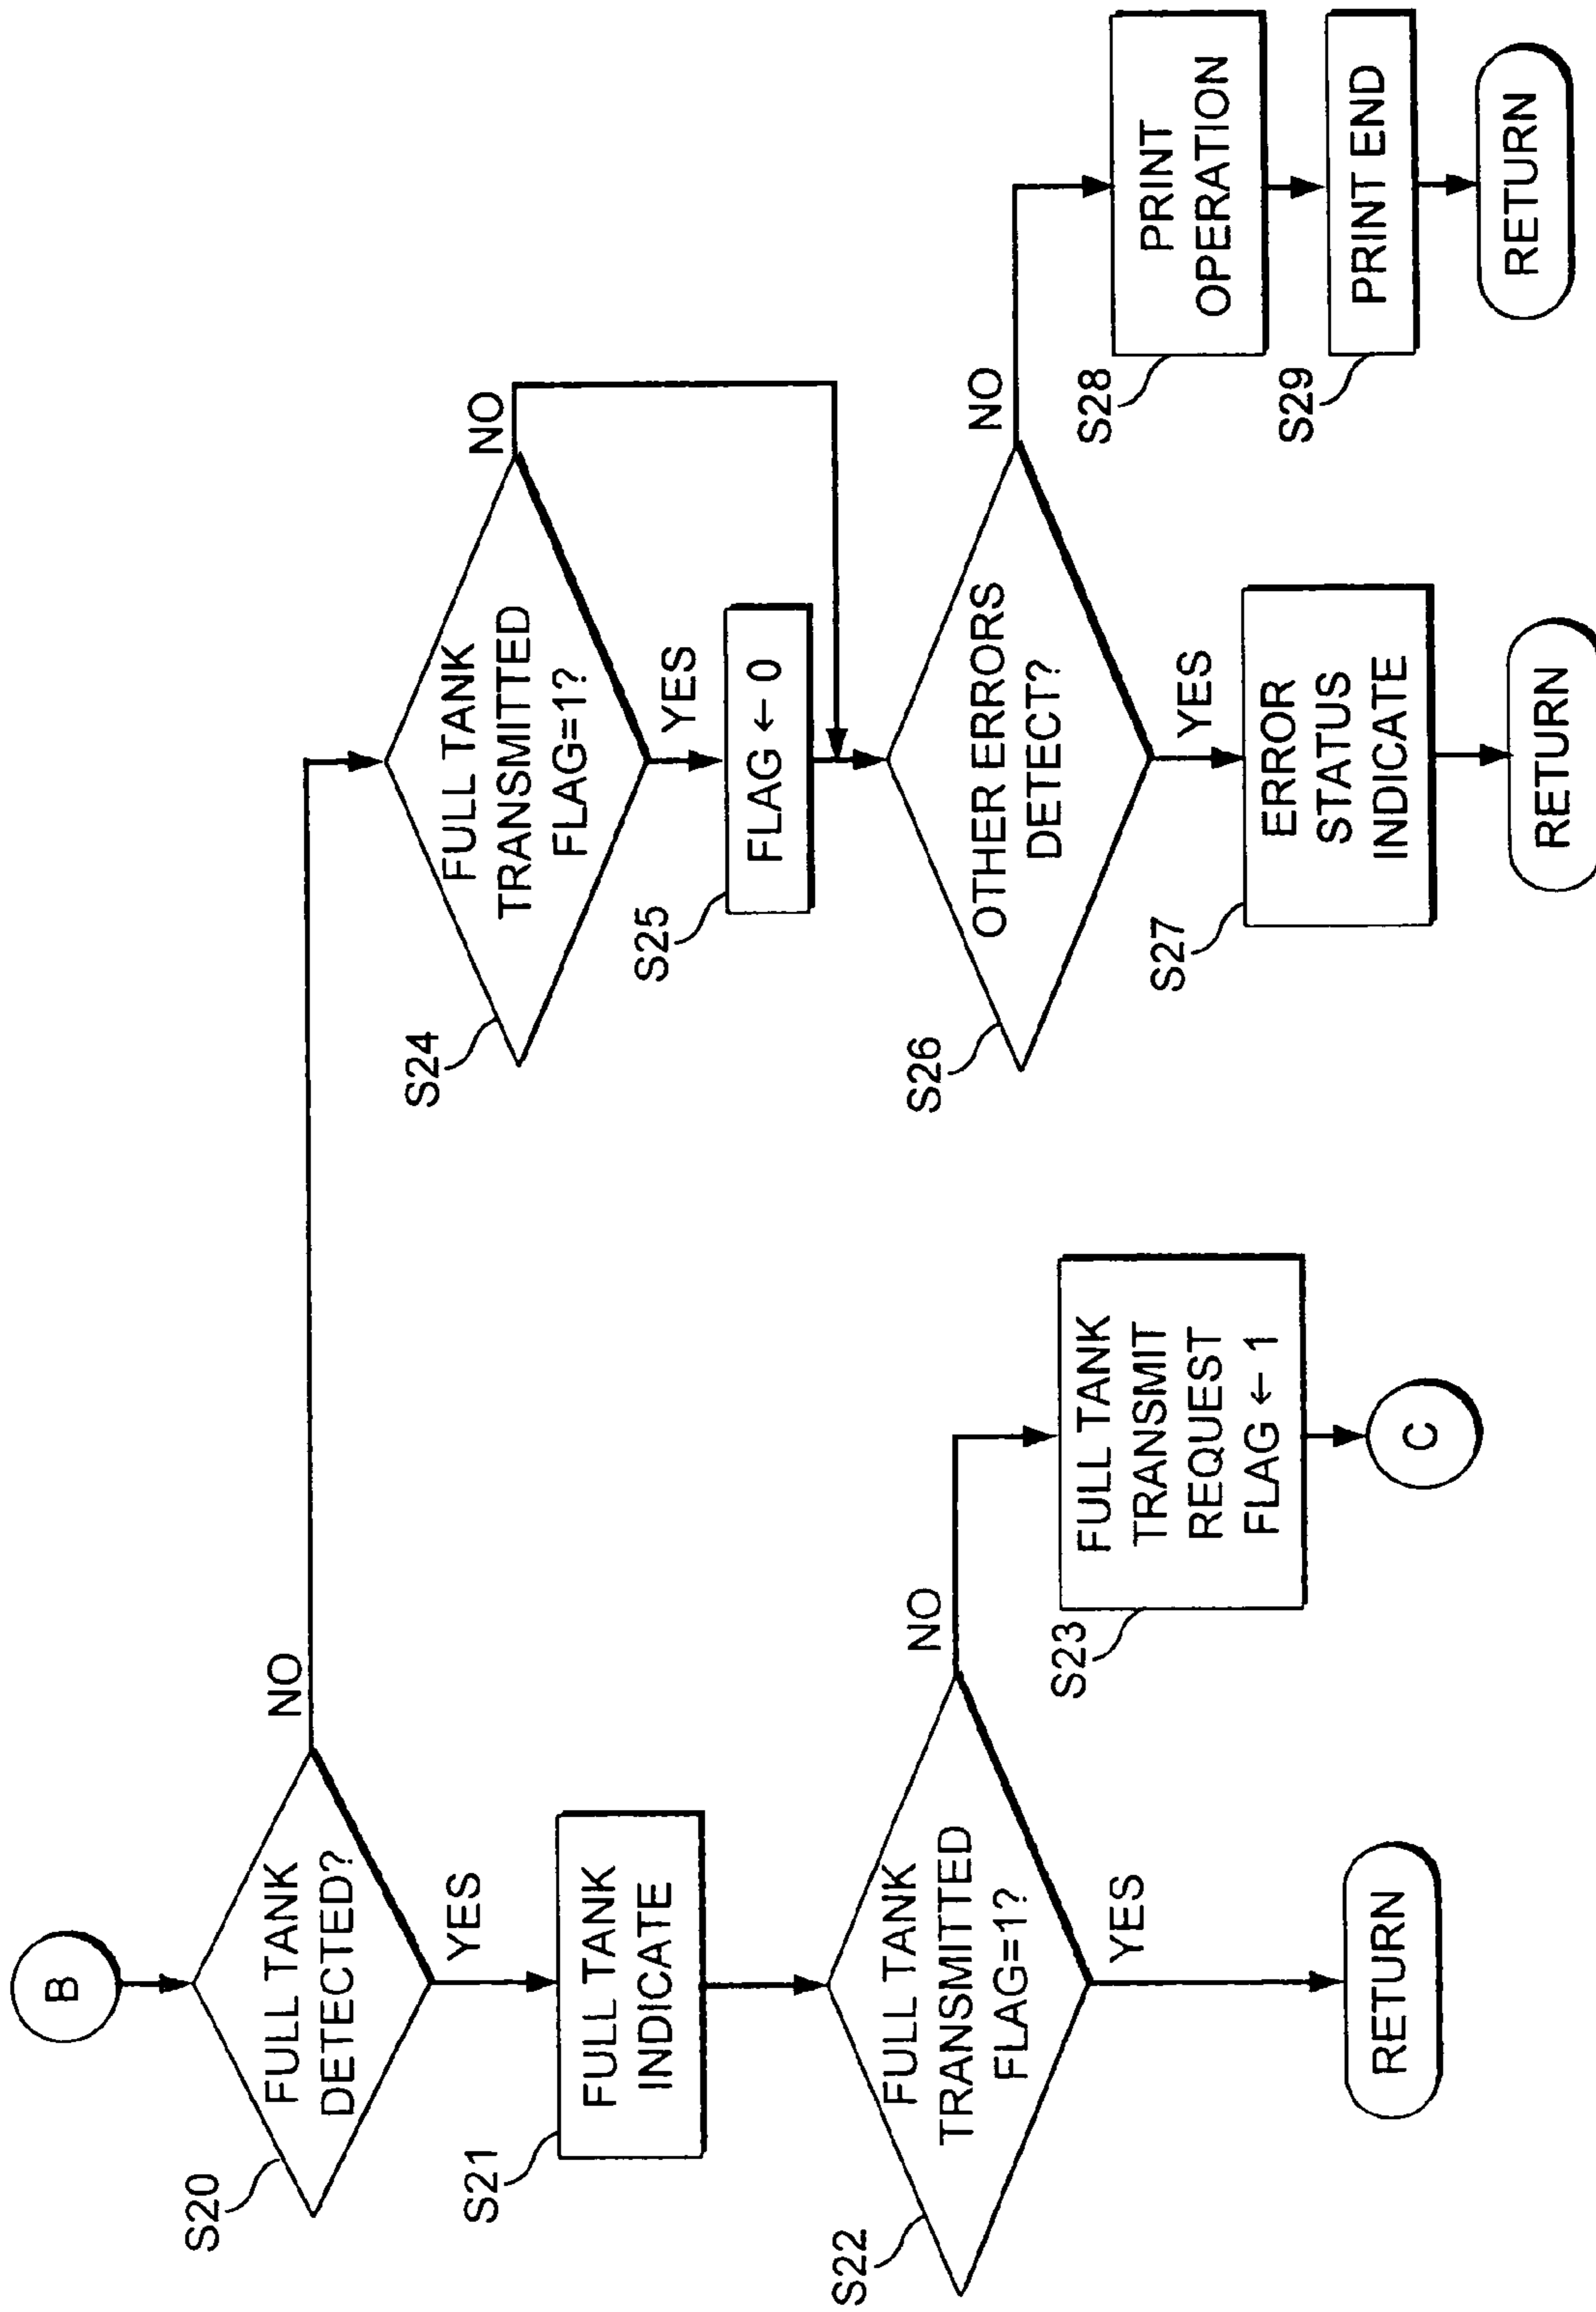 B
S20
FULL TANK
DETECTED?
NO
YES
S21
FULL TANK
INDICATE
S22
FULL TANK
TRANSMITTED
FLAG=1?
NO
YES
RETURN
S23
FULL TANK
TRANSMIT
REQUEST
FLAG ← 1
C
S24
FULL TANK
TRANSMITTED
FLAG=1?
NO
YES
S25
FLAG ← 0
S26
OTHER ERRORS
DETECT?
NO
YES
S27
ERROR
STATUS
INDICATE
RETURN
S28
PRINT
OPERATION
S29
PRINT END
RETURN